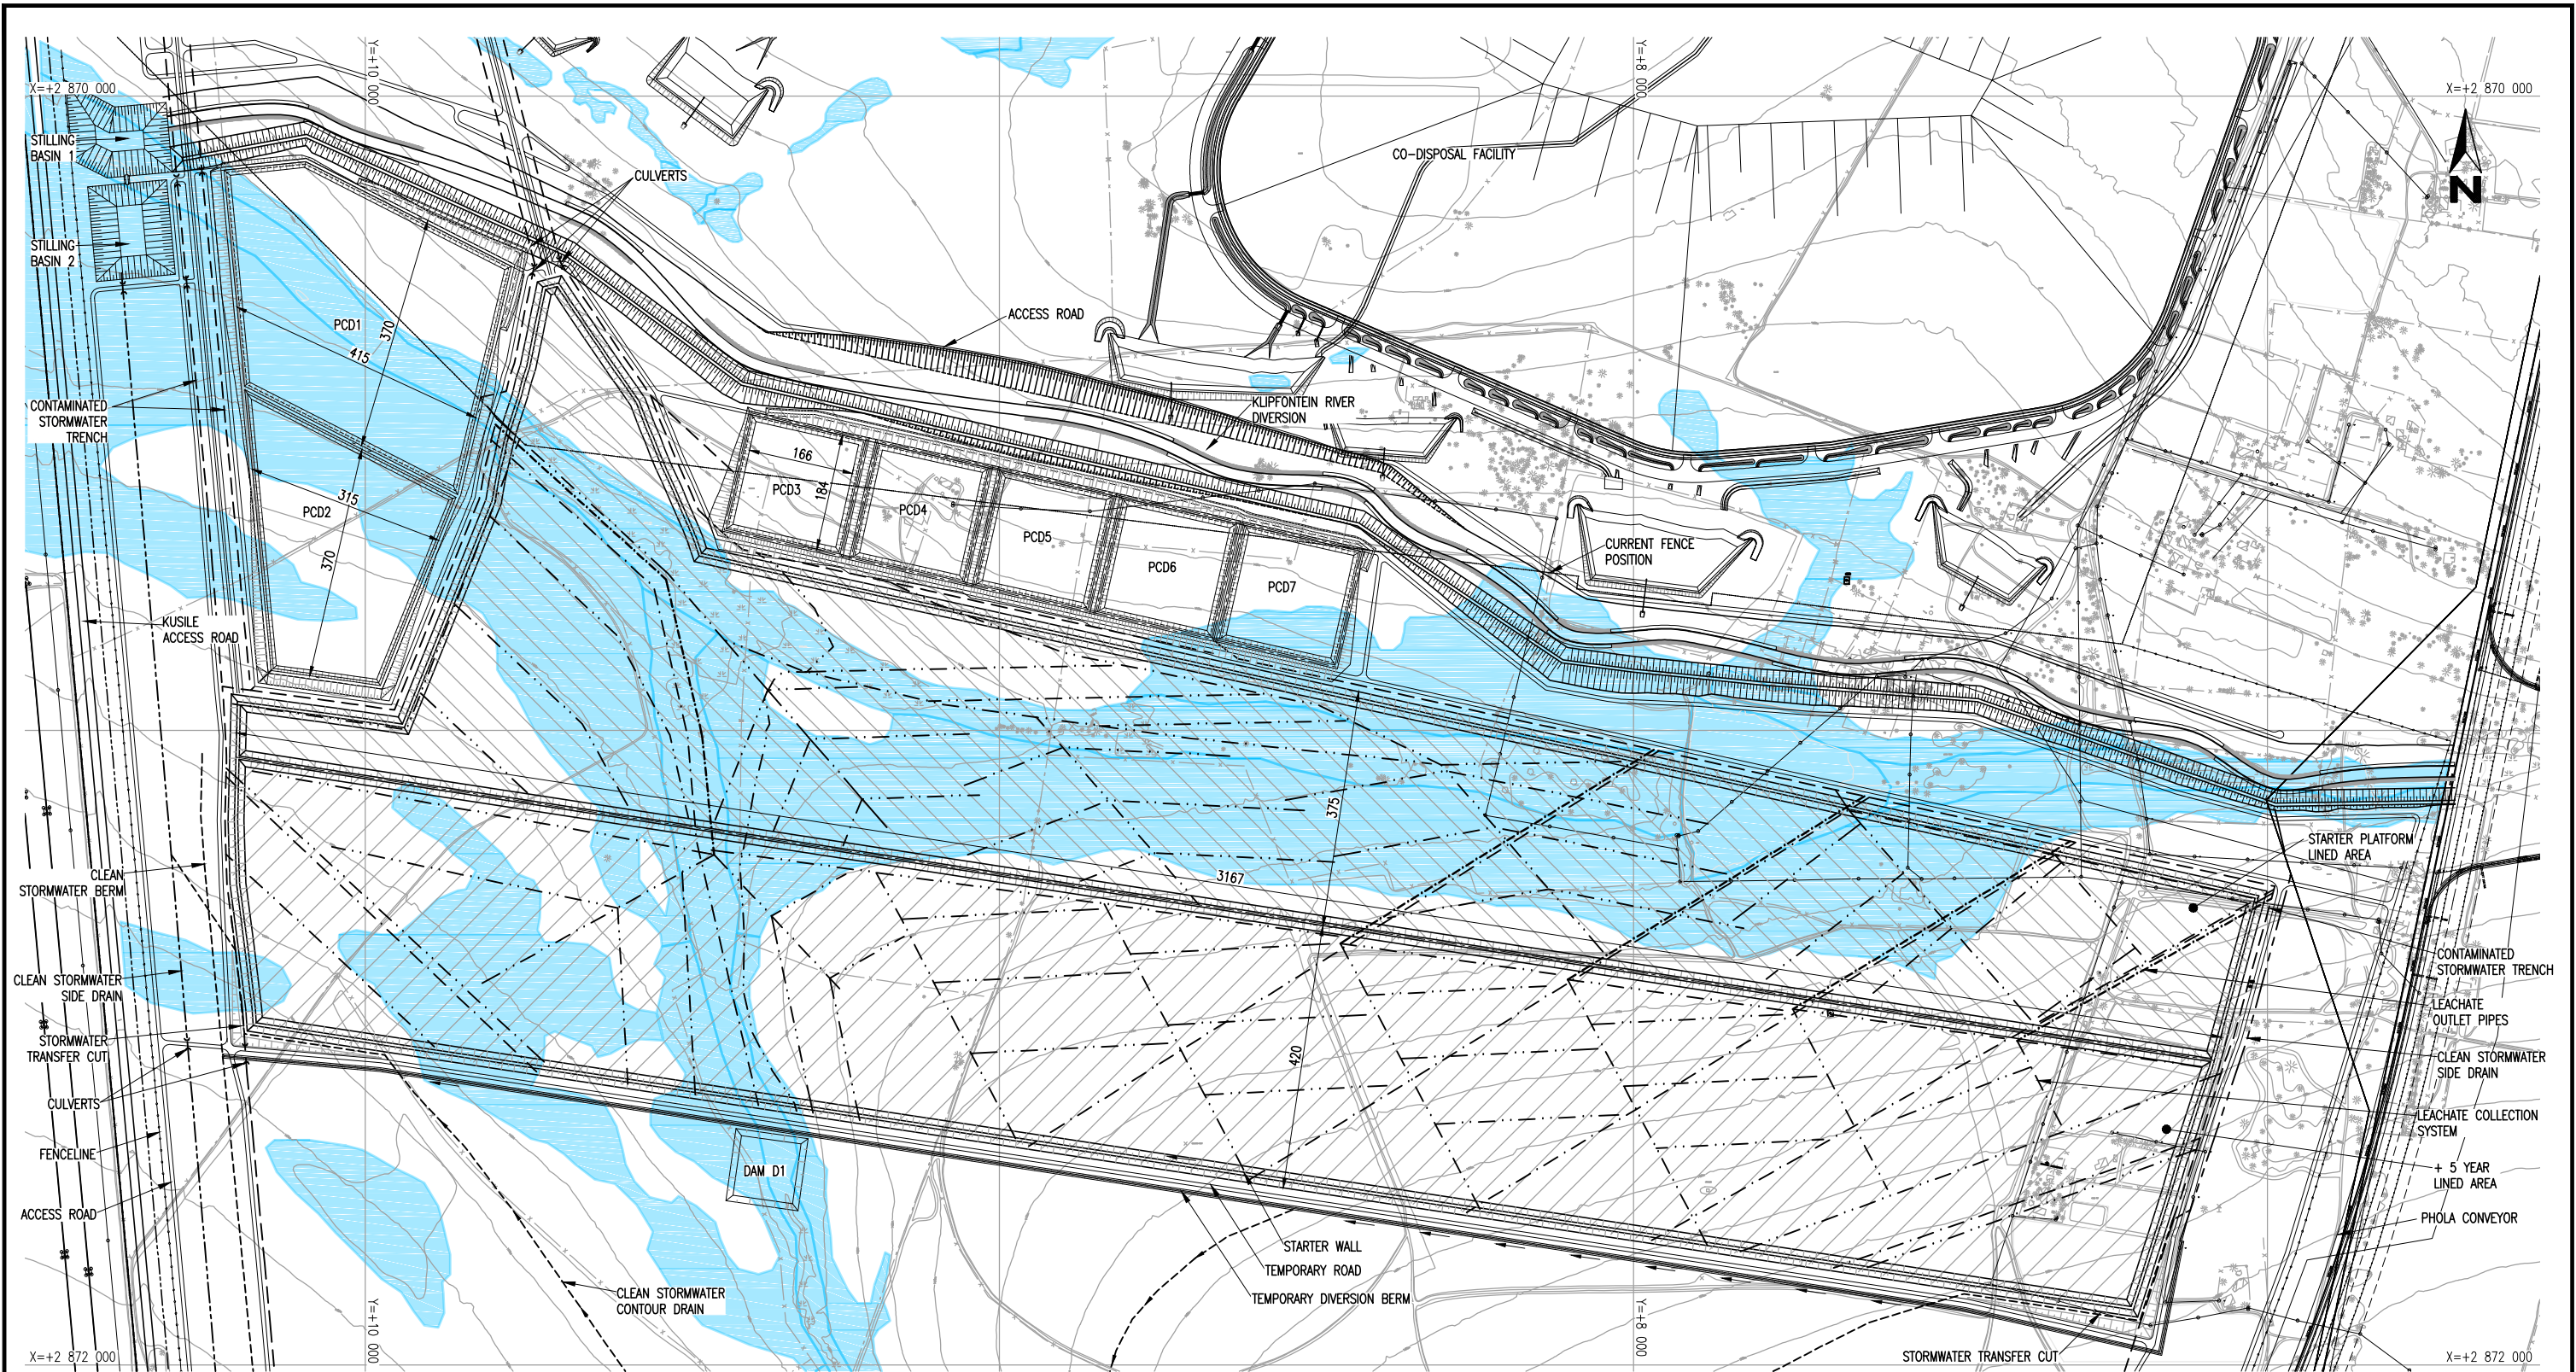 X=+2 870 000
Y=+10 000
Y=+8 000
X=+2 870 000
STILLING
BASIN 1
CO-DISPOSAL FACILITY
CULVERTS
N
STILLING
BASIN 2
ACCESS ROAD
PCD1
370
415
CONTAMINATED
STORMWATER
TRENCH
KLIPFONTEIN RIVER
DIVERSION
166
184
PCD3
PCD4
PCD5
PCD6
PCD7
315
PCD2
370
CURRENT FENCE
POSITION
KUSILE
ACCESS ROAD
375
3167
STARTER PLATFORM
LINED AREA
CLEAN
STORMWATER BERM
CLEAN STORMWATER
SIDE DRAIN
CONTAMINATED
STORMWATER TRENCH
LEACHATE
OUTLET PIPES
STORMWATER
TRANSFER CUT
CLEAN STORMWATER
SIDE DRAIN
420
CULVERTS
LEACHATE COLLECTION
SYSTEM
FENCELINE
DAM D1
+ 5 YEAR
LINED AREA
ACCESS ROAD
PHOLA CONVEYOR
STARTER WALL
TEMPORARY ROAD
TEMPORARY DIVERSION BERM
CLEAN STORMWATER
CONTOUR DRAIN
STORMWATER TRANSFER CUT
X=+2 872 000
Y=+10 000
Y=+8 000
X=+2 872 000